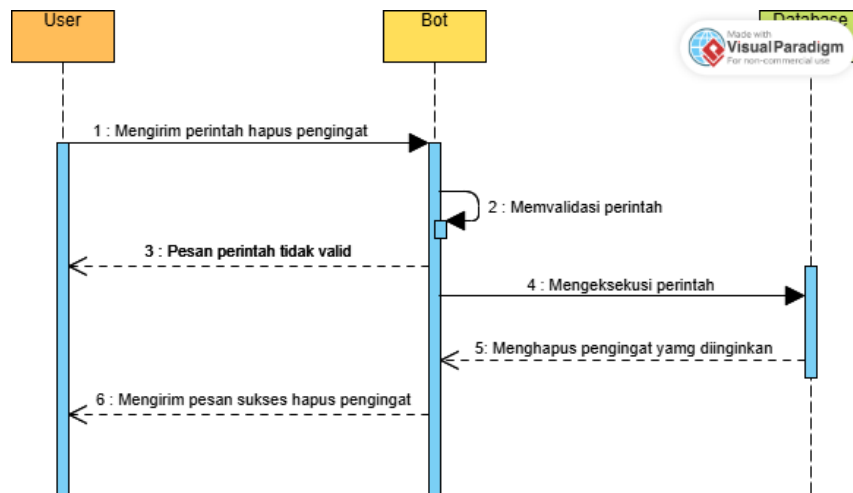 User
Bot
Database
Made with
Visual Paradigm
For non-commercial use
1 : Mengirim perintah hapus pengingat
2 : Memvalidasi perintah
3 : Pesan perintah tidak valid
4 : Mengeksekusi perintah
5: Menghapus pengingat yamg diinginkan
6 : Mengirim pesan sukses hapus pengingat